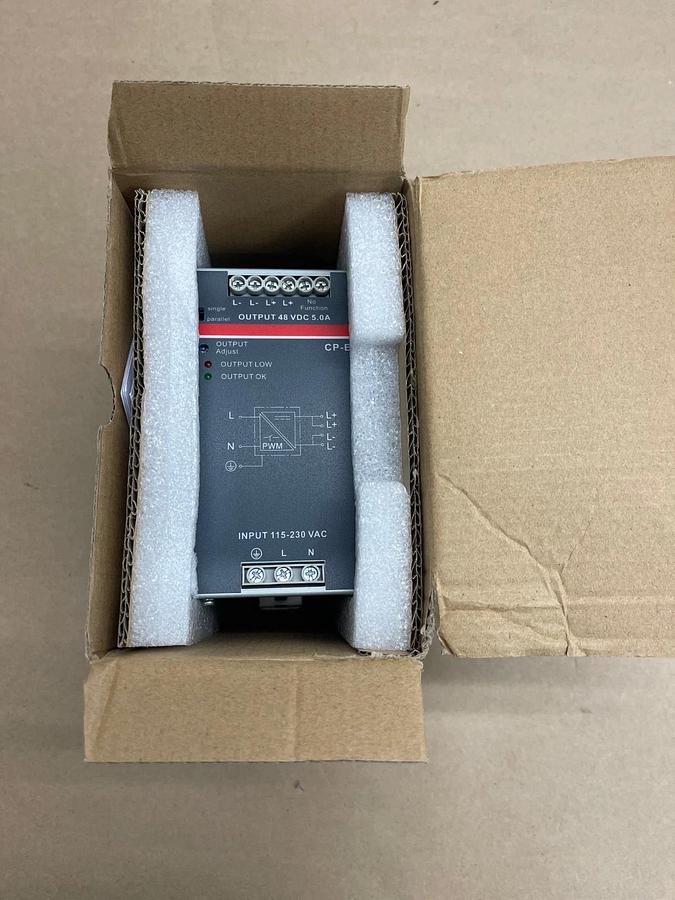 L- L- L+ L+ No
Function
single
parallel
OUTPUT 48 VDC 5.0A
OUTPUT
Adjust
CP-E
OUTPUT LOW
OUTPUT OK
L
L+
L+
N
PWM
L-
L-
INPUT 115-230 VAC
L N